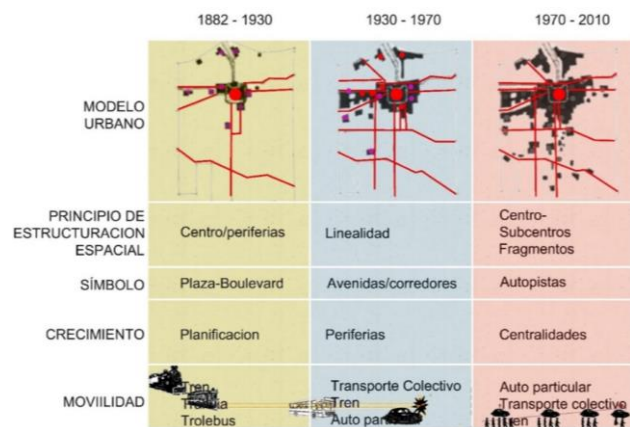 1882 - 1930
1930 - 1970
1970 - 2010
MODELO
URBANO
PRINCIPIO DE
ESTRUCTURACION
ESPACIAL
Centro/periferias
Linealidad
Centro-
Subcentros
Fragmentos
SÍMBOLO
Plaza-Boulevard
Avenidas/corredores
Autopistas
CRECIMIENTO
Planificacion
Periferias
Centralidades
MOVIILIDAD
Tren
Trolebus
Transporte Colectivo
Tren
Auto
Auto particular
Transporte colectivo
Tren